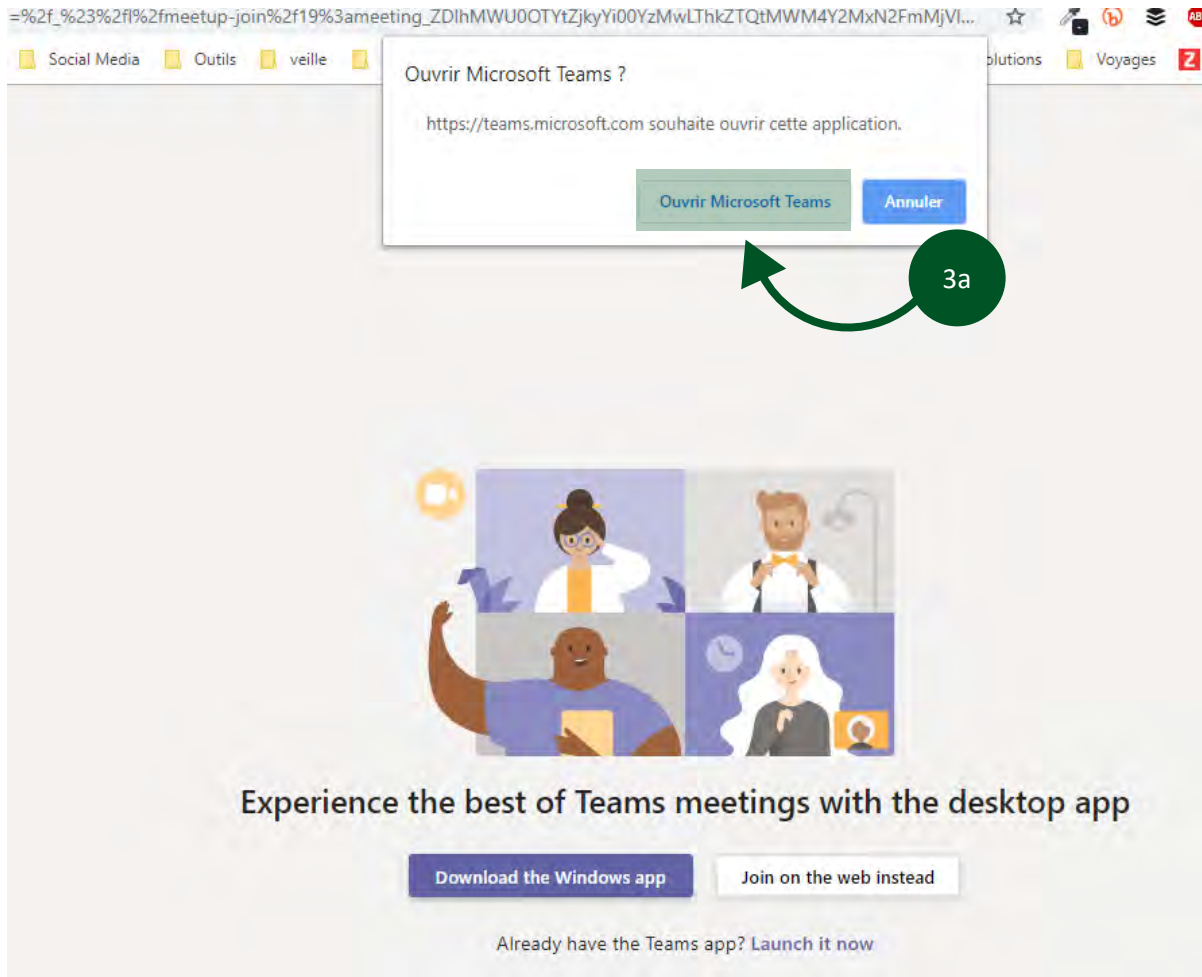 =%2f_%23%2fl%2fmeetup-join%2f19%3ameeting_ZDlhMWU0OTYtZjkyYi00YzMwLThkZTQtMWM4Y2MxN2FmMjVl...
Social Media Outils veille olutions Voyages Z
Ouvrir Microsoft Teams ?
https://teams.microsoft.com souhaite ouvrir cette application.
Ouvrir Microsoft Teams Annuler
3a
Experience the best of Teams meetings with the desktop app
Download the Windows app Join on the web instead
Already have the Teams app? Launch it now